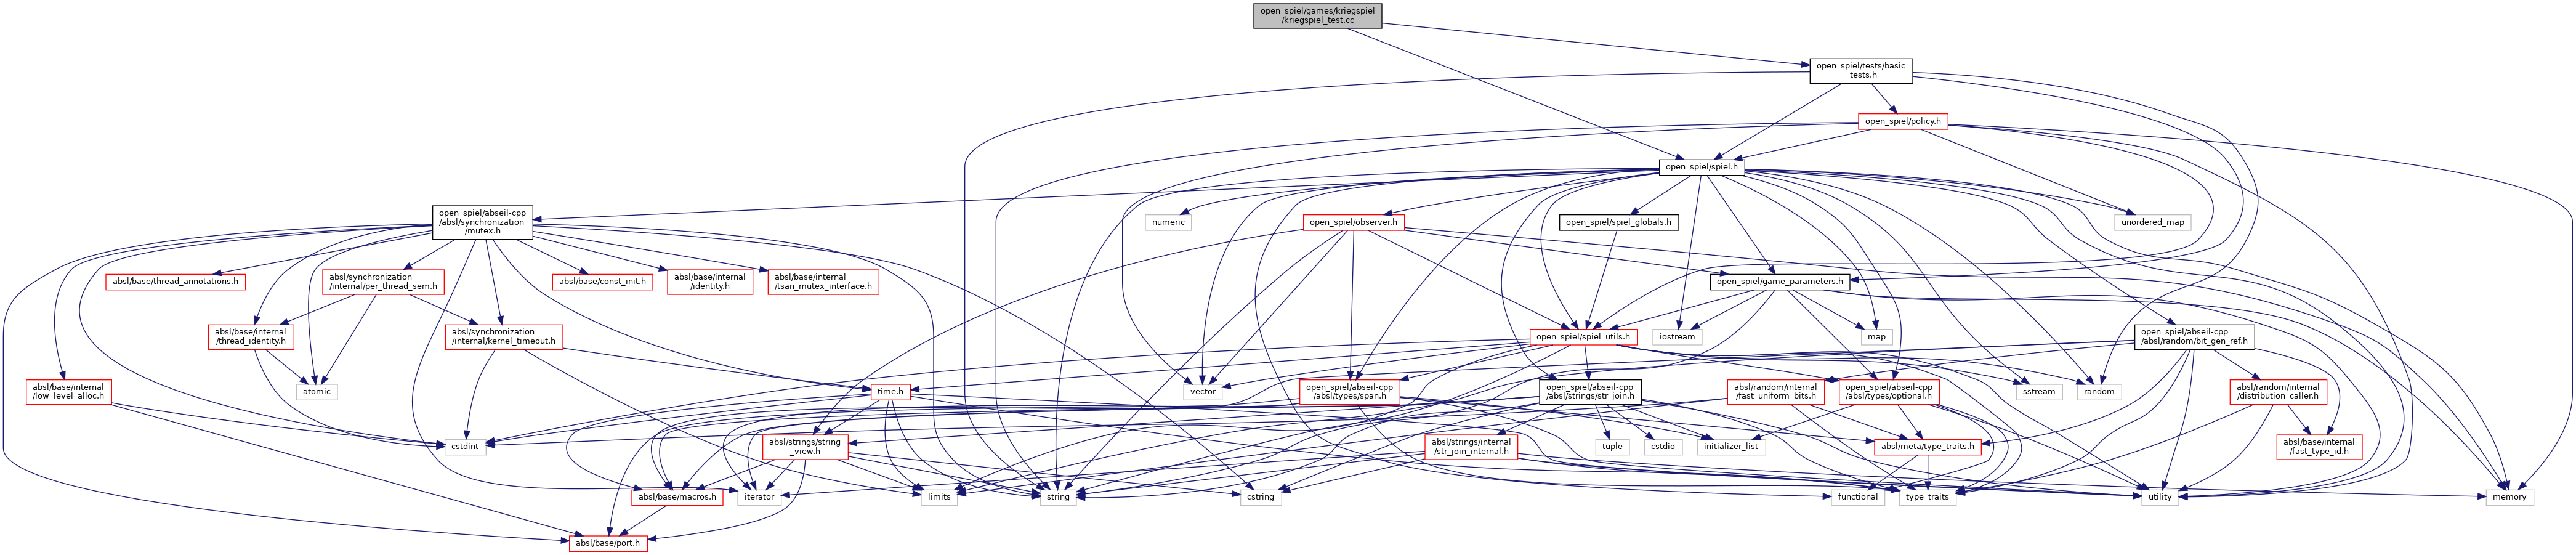 open_spiel/games/kriegspiel
/kriegspiel_test.cc
open_spiel/tests/basic
_tests.h
open_spiel/policy.h
open_spiel/spiel.h
open_spiel/abseil-cpp
/absl/synchronization
/mutex.h
numeric
open_spiel/observer.h
open_spiel/spiel_globals.h
unordered_map
absl/base/thread_annotations.h
absl/synchronization
/internal/per_thread_sem.h
absl/base/const_init.h
absl/base/internal
/identity.h
absl/base/internal
/tsan_mutex_interface.h
open_spiel/game_parameters.h
absl/base/internal
/thread_identity.h
absl/synchronization
/internal/kernel_timeout.h
open_spiel/spiel_utils.h
iostream
map
open_spiel/abseil-cpp
/absl/random/bit_gen_ref.h
absl/base/internal
/low_level_alloc.h
atomic
time.h
vector
open_spiel/abseil-cpp
/absl/types/span.h
open_spiel/abseil-cpp
/absl/strings/str_join.h
absl/random/internal
/fast_uniform_bits.h
open_spiel/abseil-cpp
/absl/types/optional.h
sstream
random
absl/random/internal
/distribution_caller.h
cstdint
absl/strings/string
_view.h
absl/strings/internal
/str_join_internal.h
tuple
cstdio
initializer_list
absl/meta/type_traits.h
absl/base/internal
/fast_type_id.h
absl/base/macros.h
iterator
limits
string
cstring
functional
type_traits
utility
memory
absl/base/port.h